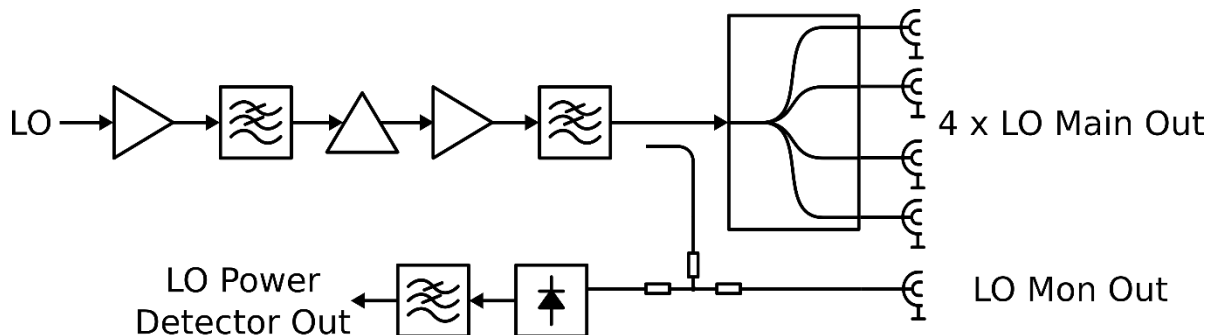 LO
4 x LO Main Out
LO Power
Detector Out
LO Mon Out